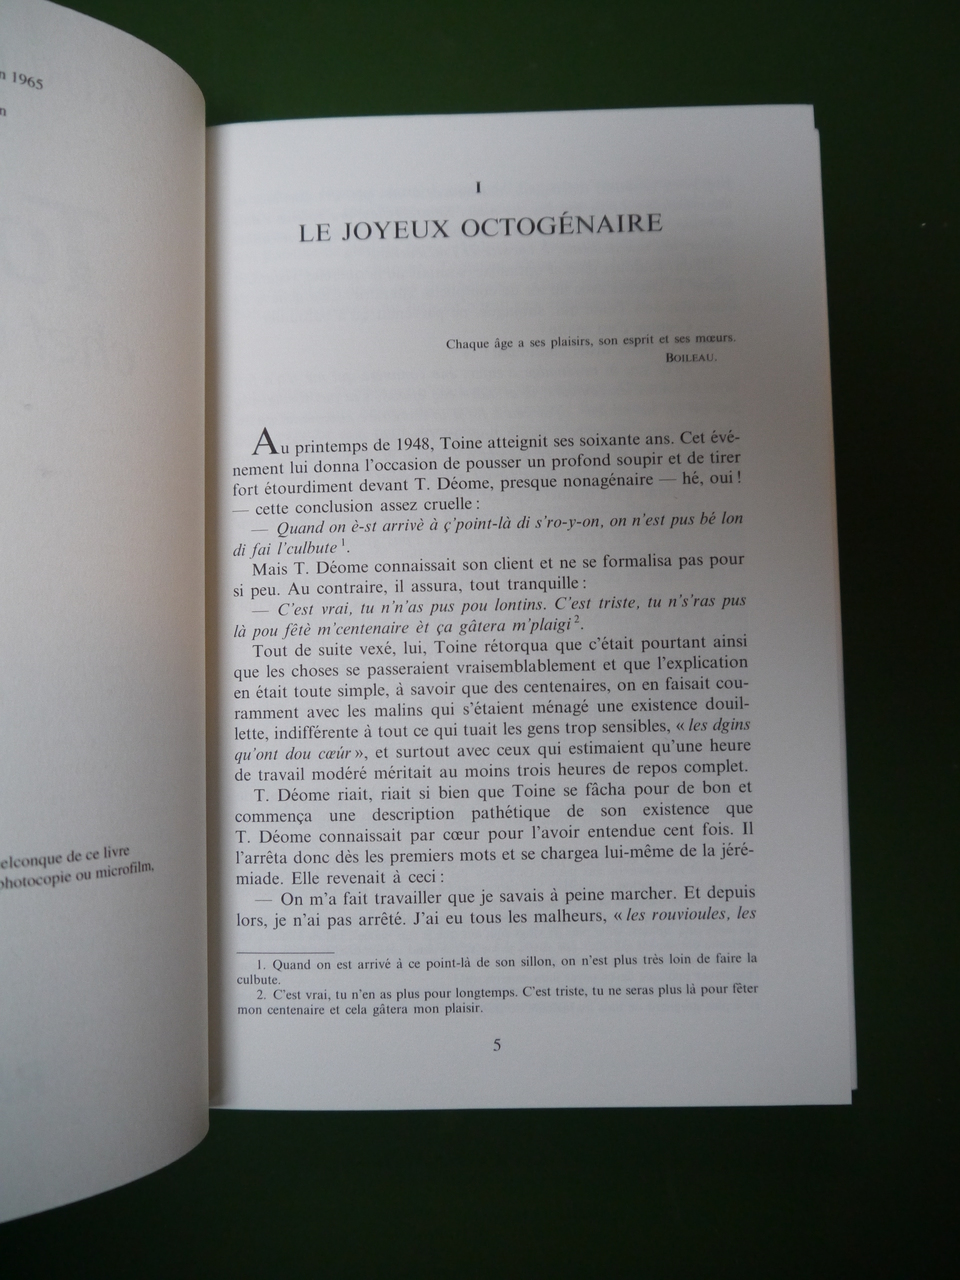 1965
elconque de ce livre
photocopie ou microfilm.
I
LE JOYEUX OCTOGÉNAIRE
Chaque âge a ses plaisirs, son esprit et ses mœurs.
BOILEAU.
Au printemps de 1948, Toine atteignit ses soixante ans. Cet évé-
nement lui donna l'occasion de pousser un profond soupir et de tirer
fort étourdiment devant T. Déome, presque nonagénaire — hé, oui !
— cette conclusion assez cruelle :
— Quand on è-st arrivè à ç'point-là di s'ro-y-on, on n'est pus bé lon
di fai l'culbute 1.
Mais T. Déome connaissait son client et ne se formalisa pas pour
si peu. Au contraire, il assura, tout tranquille :
— C'est vrai, tu n'n'as pus pou lontins. C'est triste, tu n's'ras pus
là pou fêtè m'centenaire èt ça gâtera m'plaigi 2.
Tout de suite vexé, lui, Toine rétorqua que c'était pourtant ainsi
que les choses se passeraient vraisemblablement et que l'explication
en était toute simple, à savoir que des centenaires, on en faisait cou-
ramment avec les malins qui s'étaient ménagé une existence douil-
lette, indifférente à tout ce qui tuait les gens trop sensibles, « les dgins
qu'ont dou cœúr », et surtout avec ceux qui estimaient qu'une heure
de travail modéré méritait au moins trois heures de repos complet.
T. Déome riait, riait si bien que Toine se fâcha pour de bon et
commença une description pathétique de son existence que
T. Déome connaissait par cœur pour l'avoir entendue cent fois. Il
l'arrêta donc dès les premiers mots et se chargea lui-même de la jéré-
miade. Elle revenait à ceci :
— On m'a fait travailler que je savais à peine marcher. Et depuis
lors, je n'ai pas arrêté. J'ai eu tous les malheurs, « les rouvioules, les
1. Quand on est arrivé à ce point-là de son sillon, on n'est plus très loin de faire la
culbute.
2. C'est vrai, tu n'en as plus pour longtemps. C'est triste, tu ne seras plus là pour fêter
mon centenaire et cela gâtera mon plaisir.
5